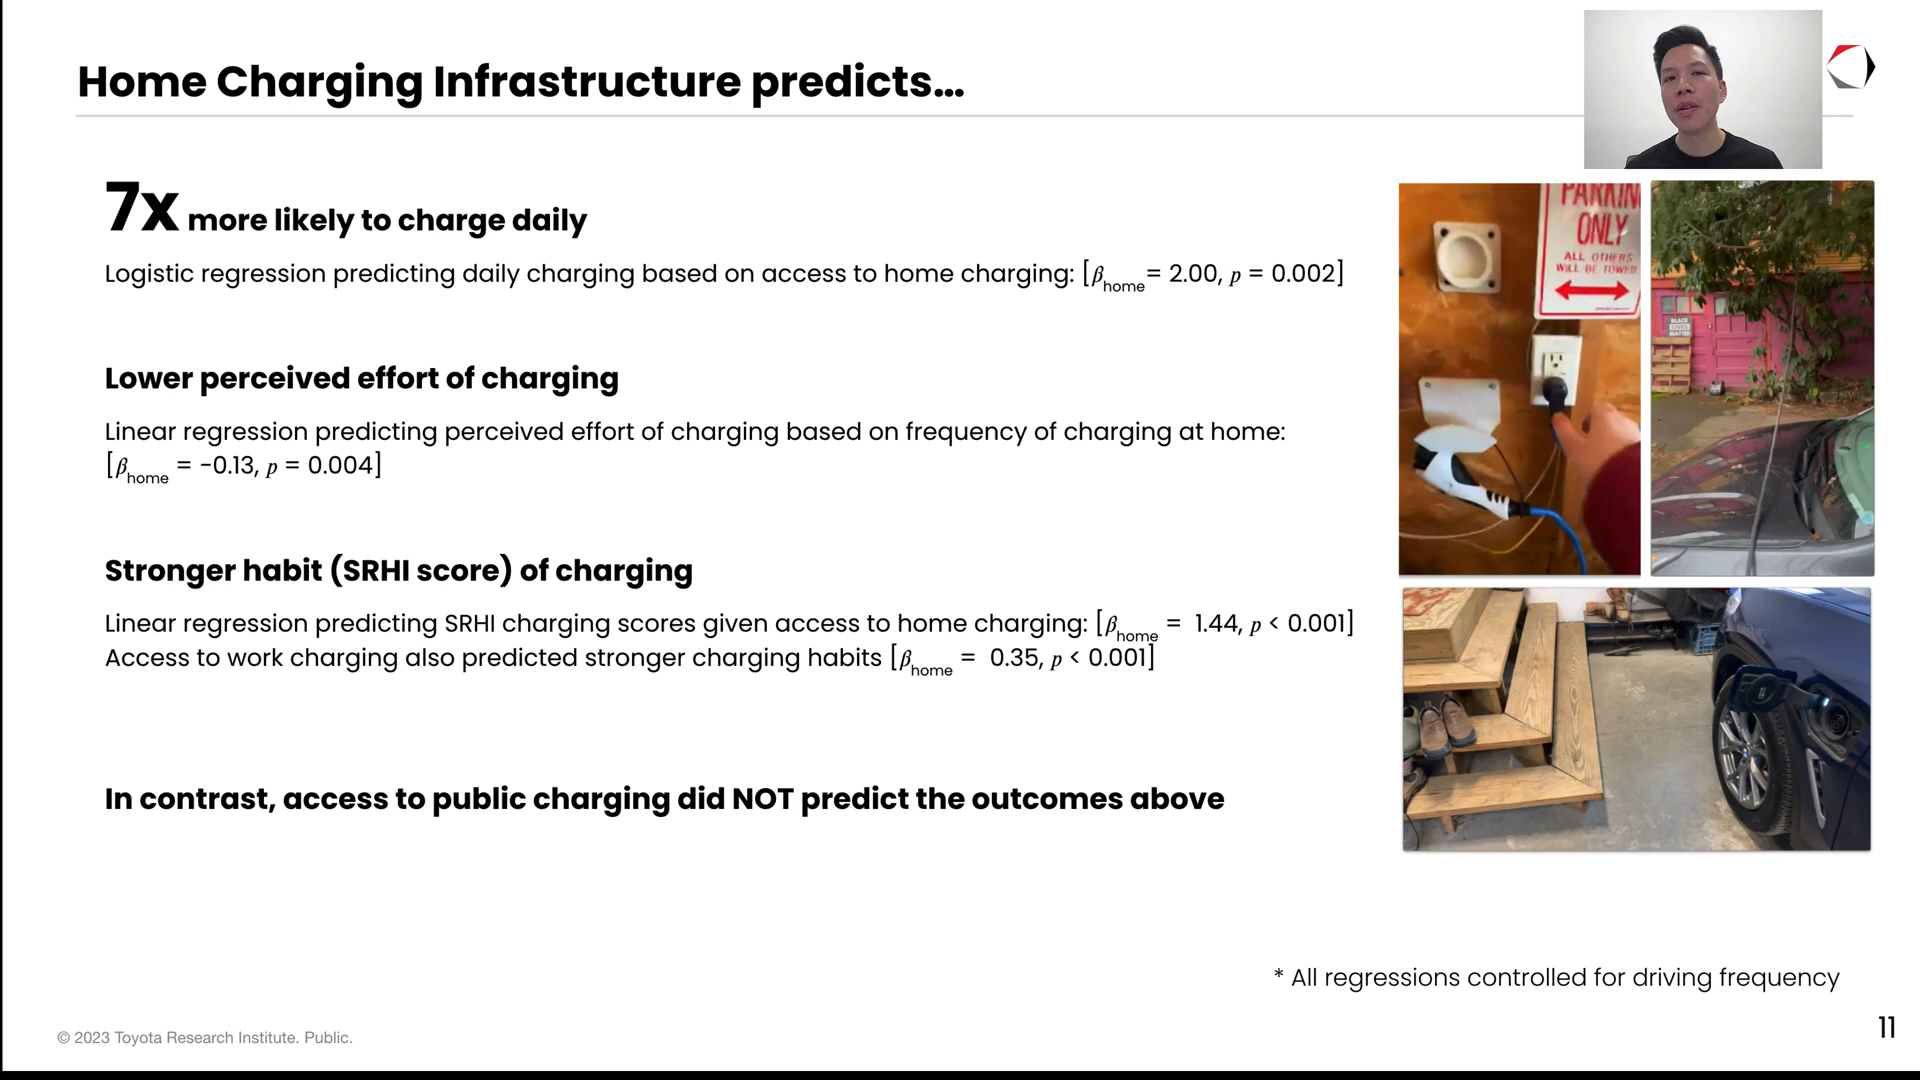 Home Charging Infrastructure predicts...
7x more likely to charge daily
Logistic regression predicting daily charging based on access to home charging: [βhome = 2.00, p = 0.002]
Lower perceived effort of charging
Linear regression predicting perceived effort of charging based on frequency of charging at home:
[βhome = −0.13, p = 0.004]
Stronger habit (SRHI score) of charging
Linear regression predicting SRHI charging scores given access to home charging: [βhome = 1.44, p < 0.001]
Access to work charging also predicted stronger charging habits [βhome = 0.35, p < 0.001]
In contrast, access to public charging did NOT predict the outcomes above
PARKIN
ONLY
ALL OTHERS
WILL BE TOWED
BLACK
LIVES
MATTER
* All regressions controlled for driving frequency
© 2023 Toyota Research Institute. Public.
11